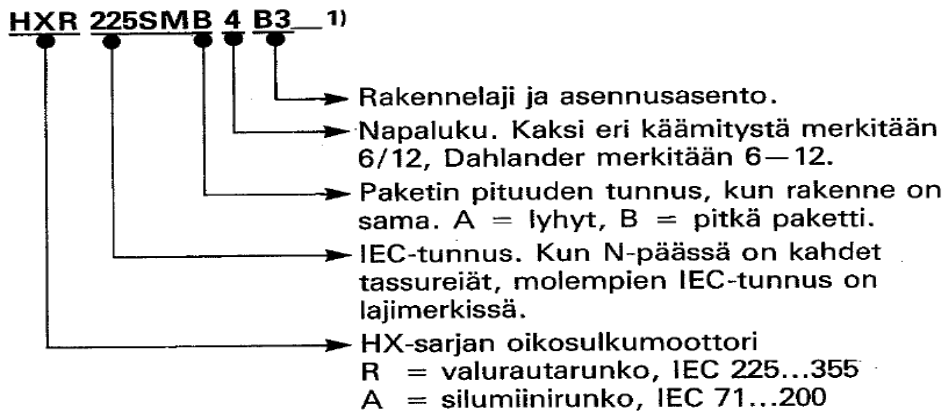 HXR 225SMB 4 B3__ 1)
Rakennelaji ja asennusasento.
Napaluku. Kaksi eri käämitystä merkitään
6/12, Dahlander merkitään 6—12.
Paketin pituuden tunnus, kun rakenne on
sama. A = lyhyt, B = pitkä paketti.
IEC-tunnus. Kun N-päässä on kahdet
tassureiät, molempien IEC-tunnus on
lajimerkissä.
HX-sarjan oikosulkumoottori
R = valurautarunko, IEC 225...355
A = silumiinirunko, IEC 71...200